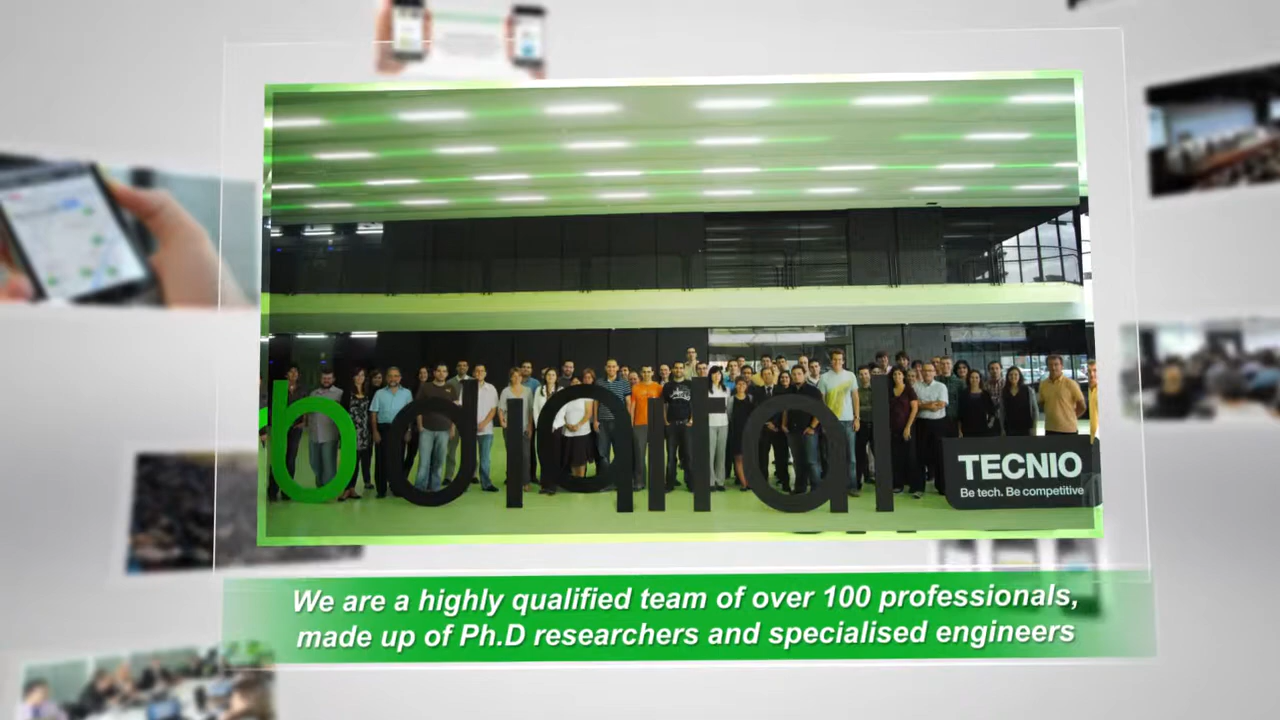 bdigital
TECNIO
Be tech. Be competitive
We are a highly qualified team of over 100 professionals,
made up of Ph.D researchers and specialised engineers